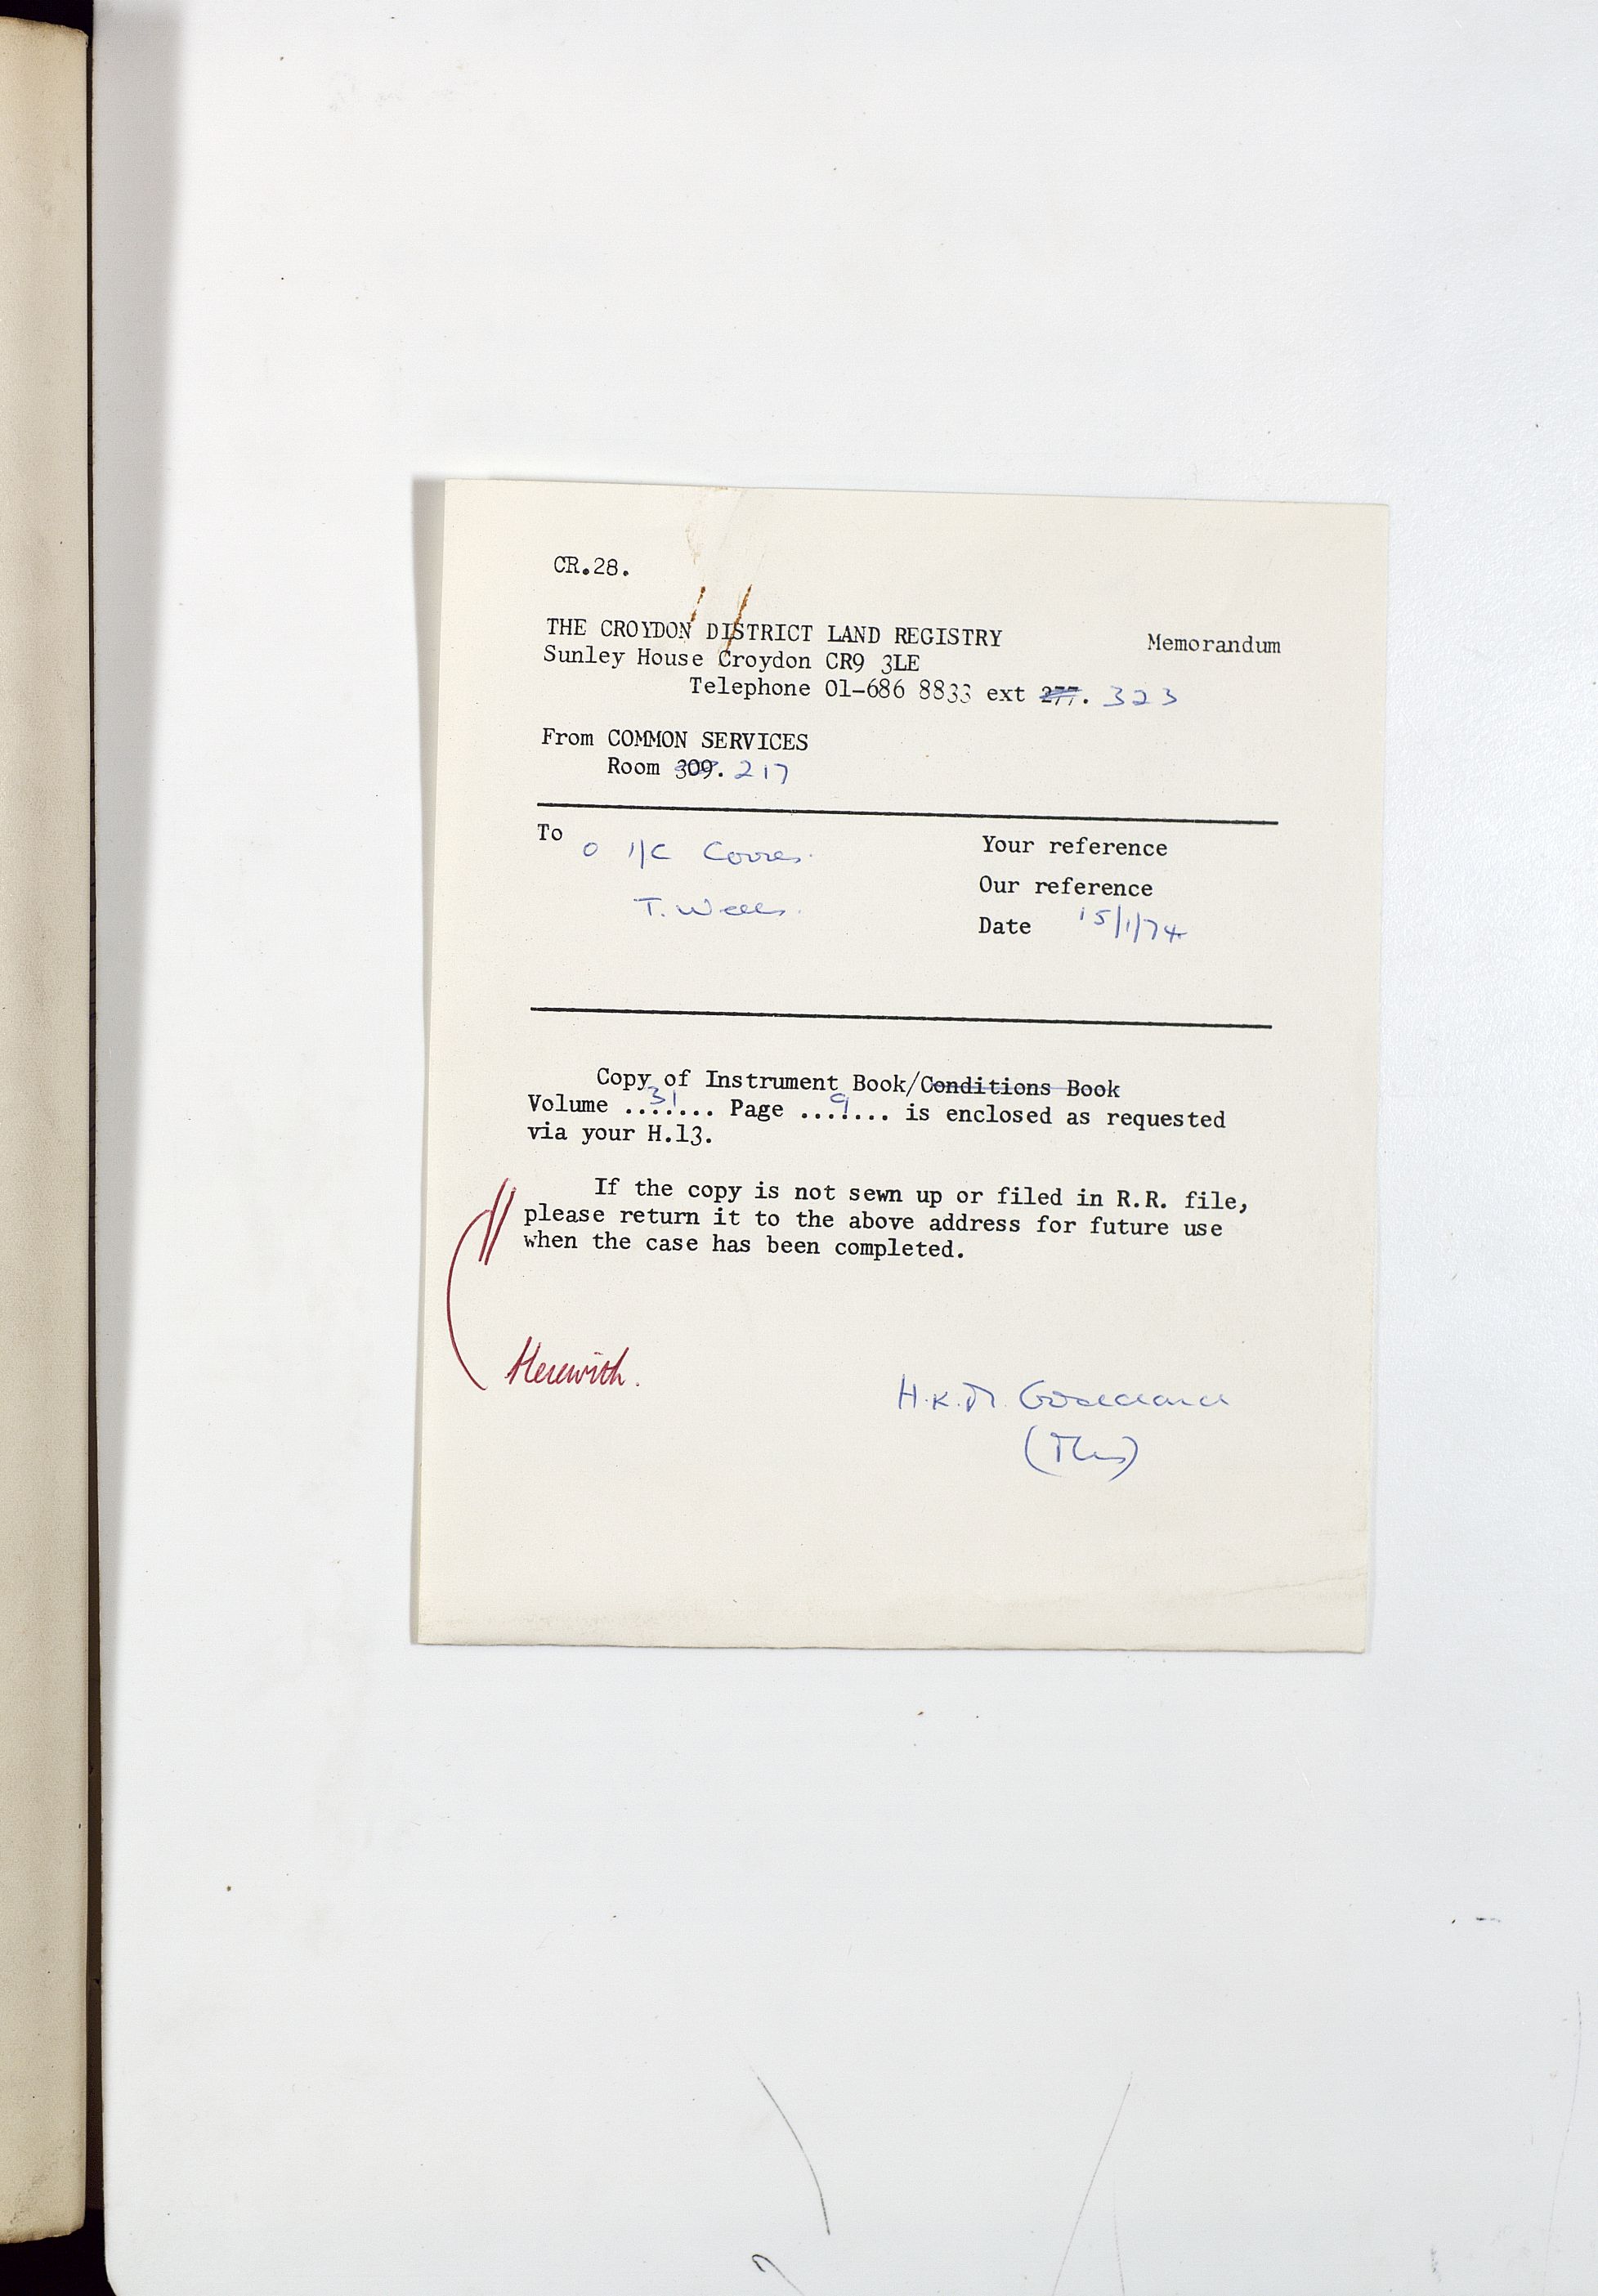 CR.28.
THE CROYDON DISTRICT LAND REGISTRY Memorandum
Sunley House Croydon CR9 3LE
Telephone 01-686 8833 ext 277. 323
From COMMON SERVICES
Room 309. 217
To O I/C Corres.
T. Wells.
Your reference
Our reference
Date 15/1/74
Copy of Instrument Book/Conditions Book
Volume ...31.... Page ...9.... is enclosed as requested
via your H.13.
If the copy is not sewn up or filed in R.R. file,
please return it to the above address for future use
when the case has been completed.
Herewith.
H.K.M. Goddard